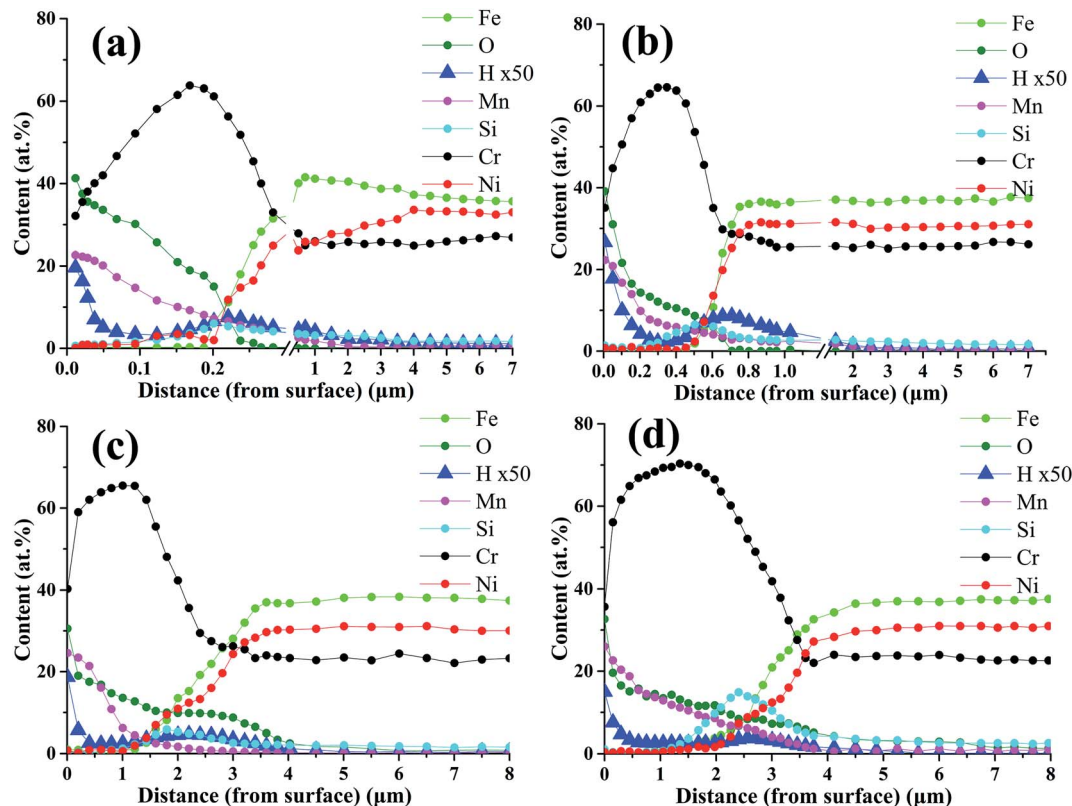 (a)
Content (at.%)
80
60
40
20
0
0.0
0.1
0.2
1
2
3
4
5
6
7
Distance (from surface) (µm)
Fe
O
H x50
Mn
Si
Cr
Ni
(b)
Content (at.%)
80
60
40
20
0
0.0
0.2
0.4
0.6
0.8
1.0
2
3
4
5
6
7
Distance (from surface) (µm)
Fe
O
H x50
Mn
Si
Cr
Ni
(c)
Content (at.%)
80
60
40
20
0
0
1
2
3
4
5
6
7
8
Distance (from surface) (µm)
Fe
O
H x50
Mn
Si
Cr
Ni
(d)
Content (at.%)
80
60
40
20
0
0
1
2
3
4
5
6
7
8
Distance (from surface) (µm)
Fe
O
H x50
Mn
Si
Cr
Ni